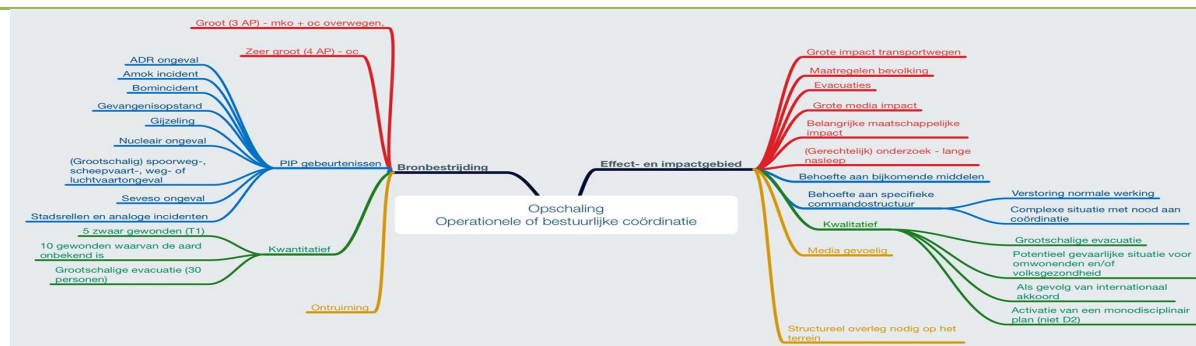 Groot (3 AP) - mko + oc overwegen,
Zeer groot (4 AP) - oc
ADR ongeval
Amok incident
Bomincident
Gevangenisopstand
Gijzeling
Nucleair ongeval
(Grootschalig) spoorweg-,
scheepvaart-, weg- of
luchtvaartongeval
Seveso ongeval
Stadsrellen en analoge incidenten
PIP gebeurtenissen
5 zwaar gewonden (T1)
10 gewonden waarvan de aard
onbekend is
Grootschalige evacuatie (30
personen)
Kwantitatief
Ontruiming
Bronbestrijding
Opschaling
Operationele of bestuurlijke coördinatie
Effect- en impactgebied
Grote impact transportwegen
Maatregelen bevolking
Evacuaties
Grote media impact
Belangrijke maatschappelijke
impact
(Gerechtelijk) onderzoek - lange
nasleep
Behoefte aan bijkomende middelen
Behoefte aan specifieke
commandostructuur
Verstoring normale werking
Complexe situatie met nood aan
coördinatie
Kwalitatief
Grootschalige evacuatie
Potentieel gevaarlijke situatie voor
omwonenden en/of
volksgezondheid
Als gevolg van internationaal
akkoord
Activatie van een monodisciplinair
plan (niet D2)
Media gevoelig
Structureel overleg nodig op het
terrein